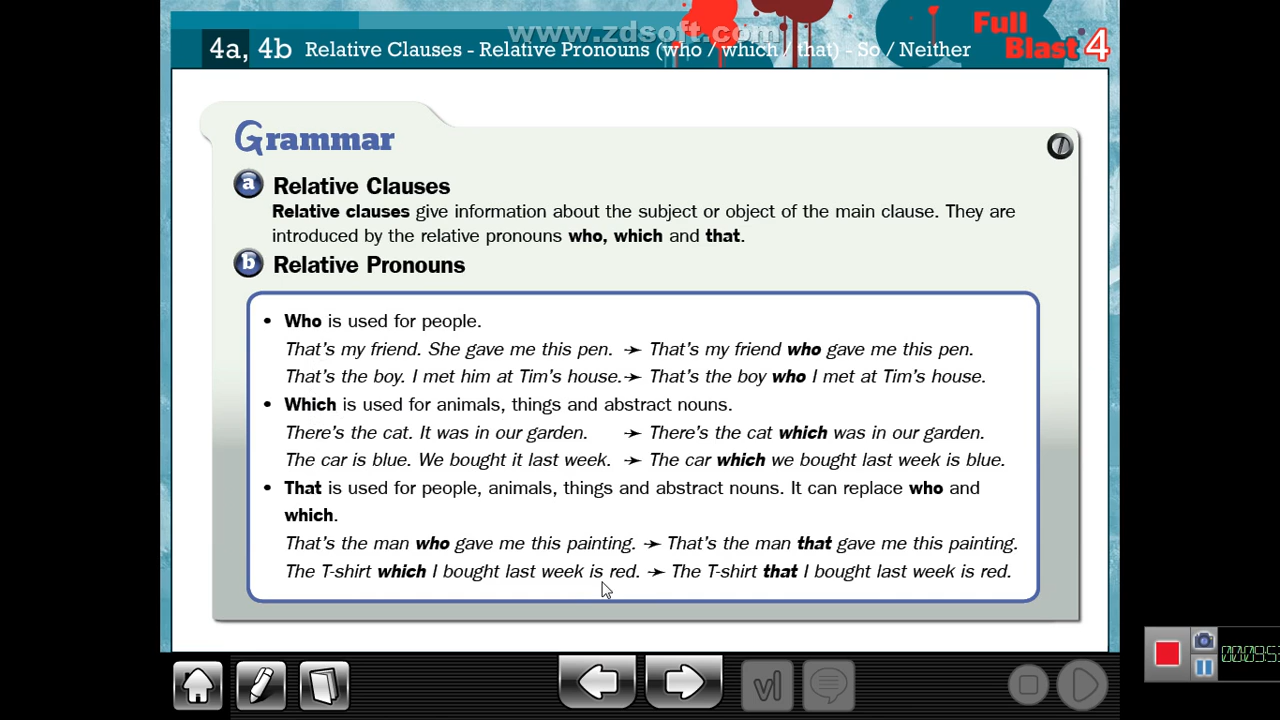 www.zdsoft.com
4a, 4b Relative Clauses - Relative Pronouns (who / which / that) - So / Neither
Full
Blast 4
Grammar
a Relative Clauses
Relative clauses give information about the subject or object of the main clause. They are
introduced by the relative pronouns who, which and that.
b Relative Pronouns
• Who is used for people.
That's my friend. She gave me this pen. → That's my friend who gave me this pen.
That's the boy. I met him at Tim's house. → That's the boy who I met at Tim's house.
• Which is used for animals, things and abstract nouns.
There's the cat. It was in our garden. → There's the cat which was in our garden.
The car is blue. We bought it last week. → The car which we bought last week is blue.
• That is used for people, animals, things and abstract nouns. It can replace who and
which.
That's the man who gave me this painting. → That's the man that gave me this painting.
The T-shirt which I bought last week is red. → The T-shirt that I bought last week is red.
vl